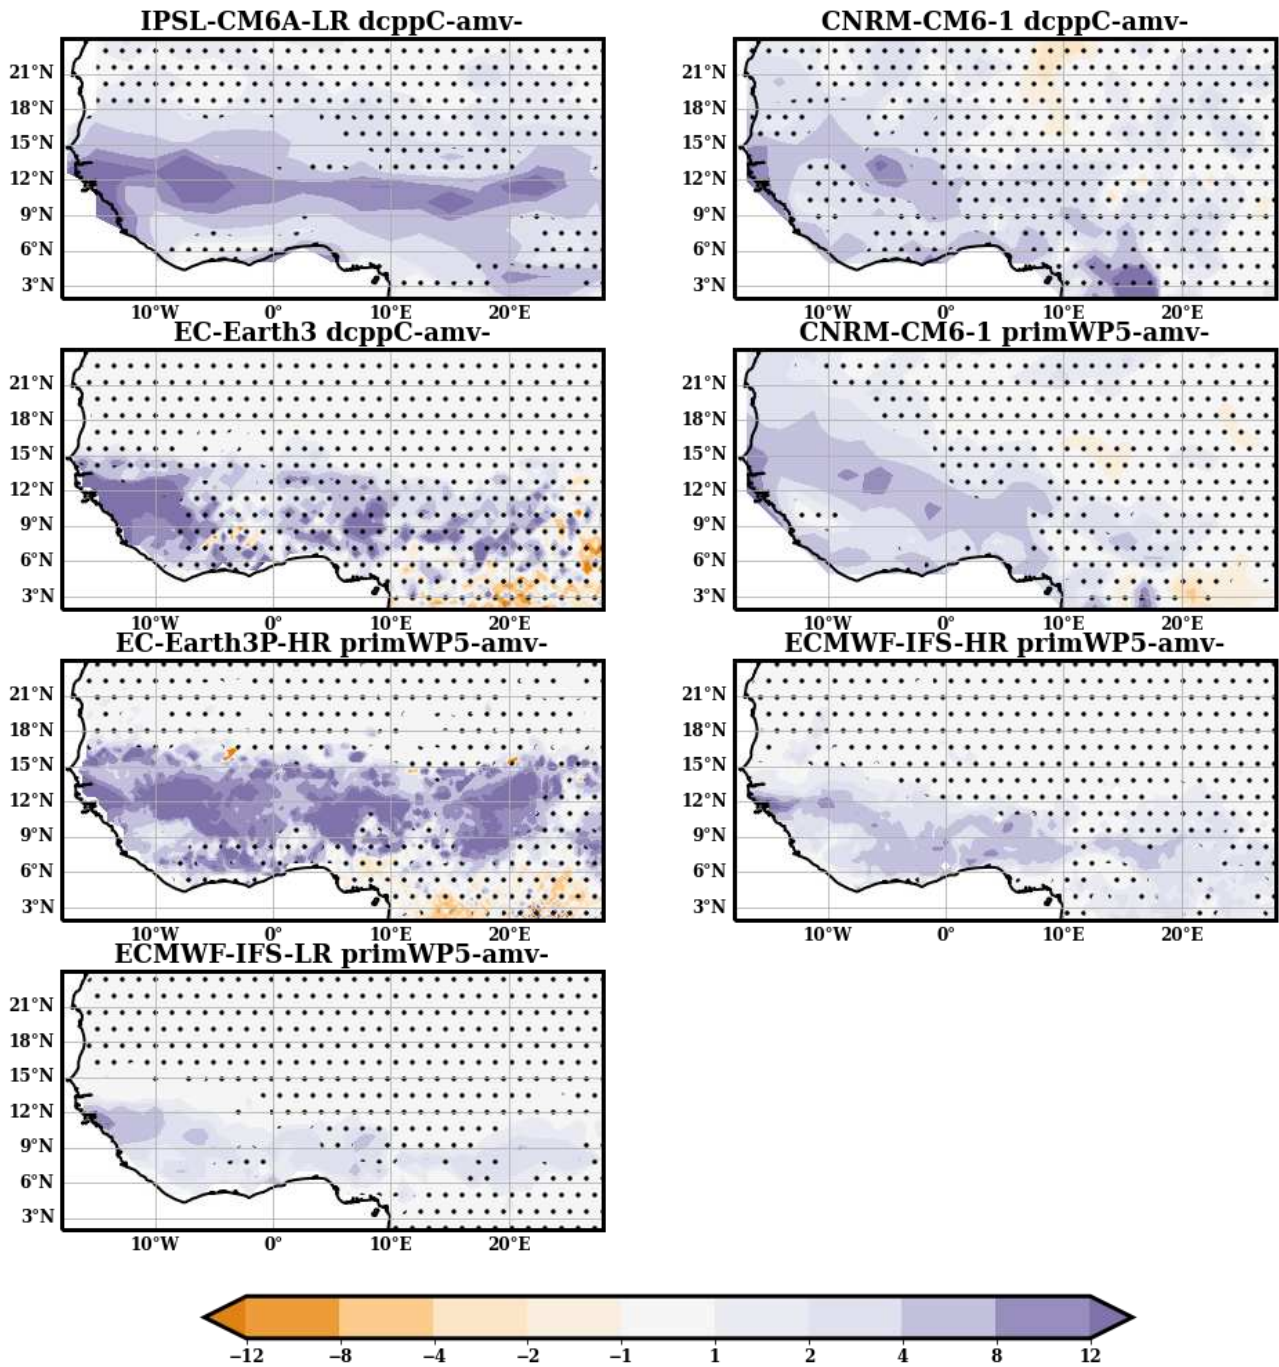 IPSL-CM6A-LR dcppC-amv-
CNRM-CM6-1 dcppC-amv-
21°N
18°N
15°N
12°N
9°N
6°N
3°N
10°W 0° 10°E 20°E
21°N
18°N
15°N
12°N
9°N
6°N
3°N
10°W 0° 10°E 20°E
EC-Earth3 dcppC-amv-
CNRM-CM6-1 primWP5-amv-
21°N
18°N
15°N
12°N
9°N
6°N
3°N
10°W 0° 10°E 20°E
21°N
18°N
15°N
12°N
9°N
6°N
3°N
10°W 0° 10°E 20°E
EC-Earth3P-HR primWP5-amv-
ECMWF-IFS-HR primWP5-amv-
21°N
18°N
15°N
12°N
9°N
6°N
3°N
10°W 0° 10°E 20°E
21°N
18°N
15°N
12°N
9°N
6°N
3°N
10°W 0° 10°E 20°E
ECMWF-IFS-LR primWP5-amv-
21°N
18°N
15°N
12°N
9°N
6°N
3°N
10°W 0° 10°E 20°E
−12 −8 −4 −2 −1 1 2 4 8 12